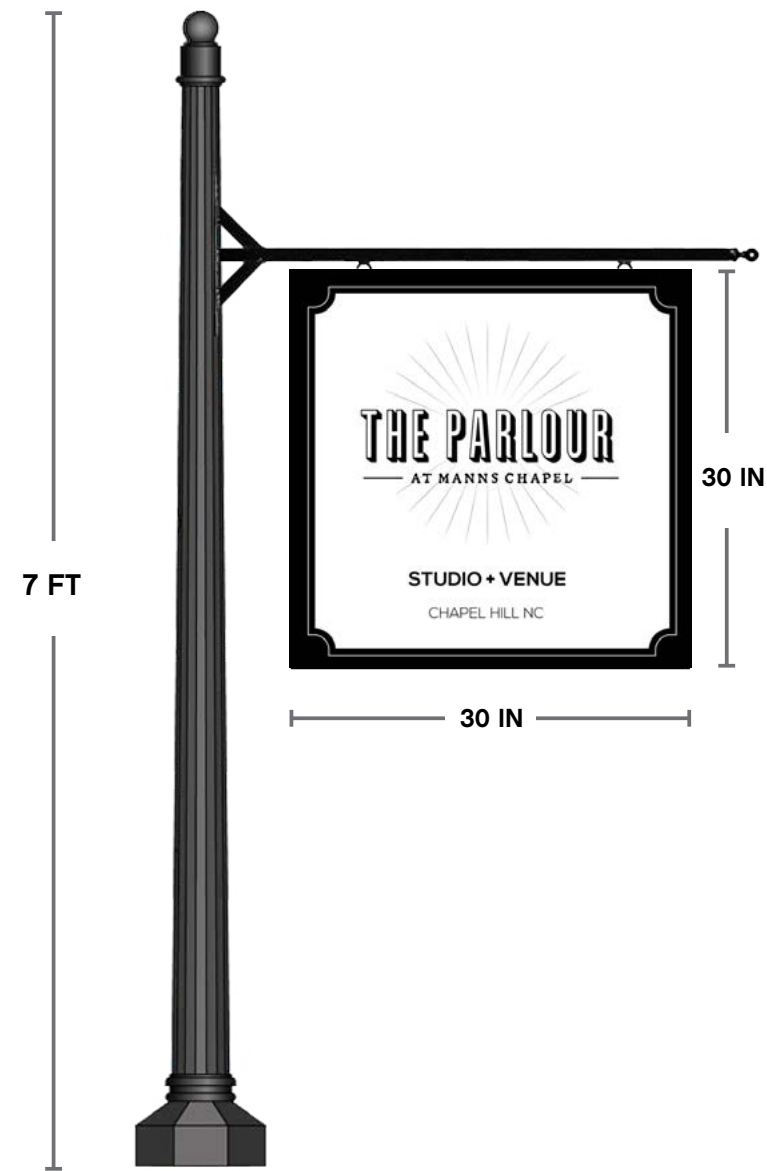 THE PARLOUR
AT MANNS CHAPEL
STUDIO + VENUE
CHAPEL HILL NC
7 FT
30 IN
30 IN